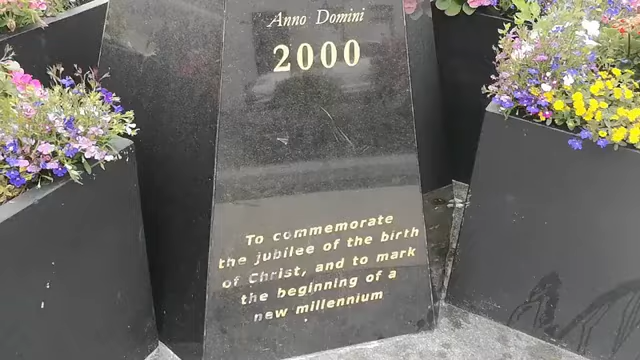 Anno Domini
2000
To commemorate
the jubilee of the birth
of Christ, and to mark
the beginning of a
new millennium